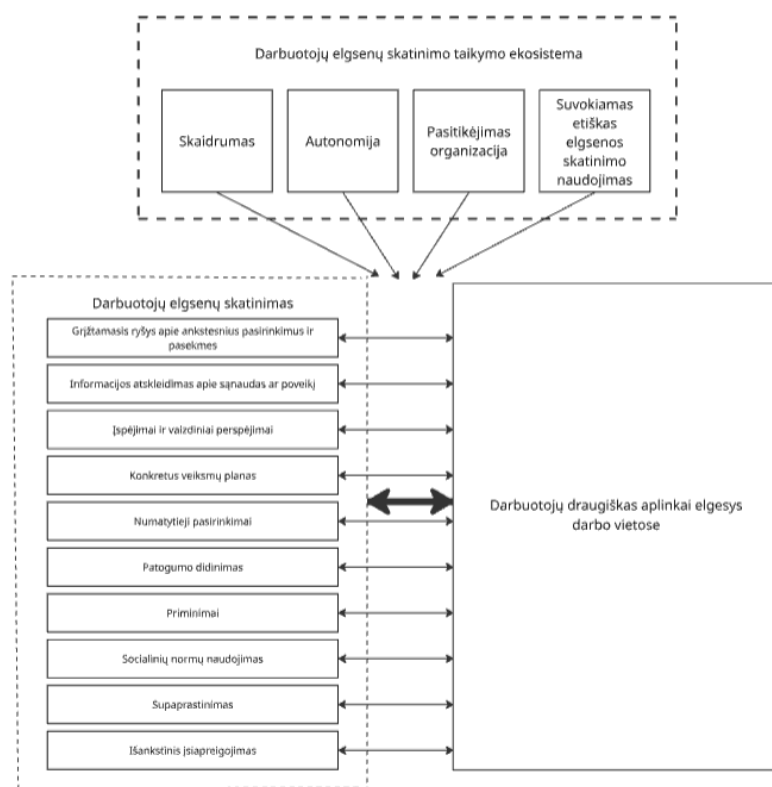 Darbuotojų elgsenų skatinimo taikymo ekosistema
Skaidrumas
Autonomija
Pasitikėjimas
organizacija
Suvokiamas
etiškas
elgsenos
skatinimo
naudojimas
Darbuotojų elgsenų skatinimas
Grįžtamasis ryšys apie ankstesnius pasirinkimus ir
pasekmes
Informacijos atskleidimas apie sąnaudas ar poveikį
Įspėjimai ir vaizdiniai perspėjimai
Konkretus veiksmų planas
Numatytieji pasirinkimai
Patogumo didinimas
Priminimai
Socialinių normų naudojimas
Supaprastinimas
Išankstinis įsiapreigojimas
Darbuotojų draugiškas aplinkai elgesys
darbo vietose